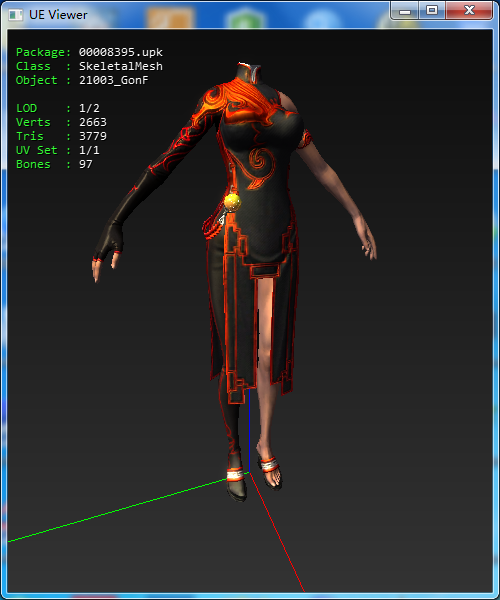 UE Viewer
Package: 00008395.upk
Class : SkeletalMesh
Object : 21003_GonF
LOD : 1/2
Verts : 2663
Tris : 3779
UV Set : 1/1
Bones : 97